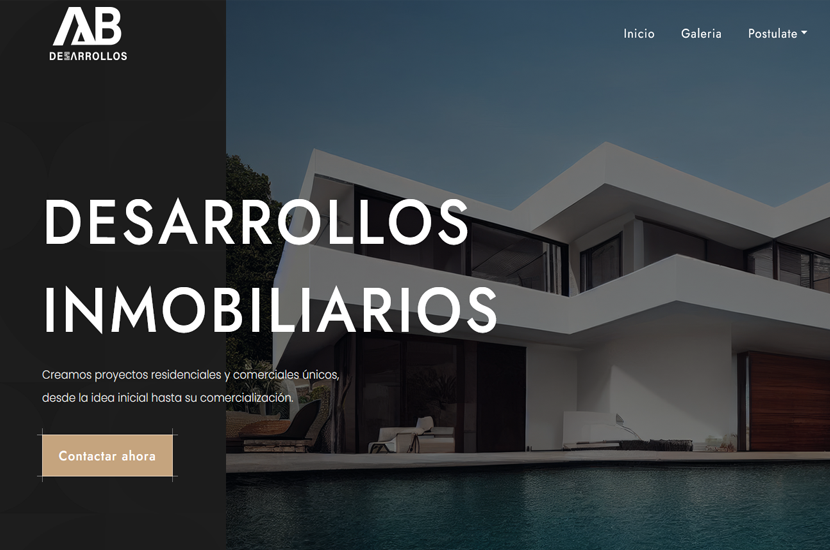 AB
DESARROLLOS
Inicio
Galeria
Postulate
DESARROLLOS
INMOBILIARIOS
Creamos proyectos residenciales y comerciales únicos,
desde la idea inicial hasta su comercialización.
Contactar ahora